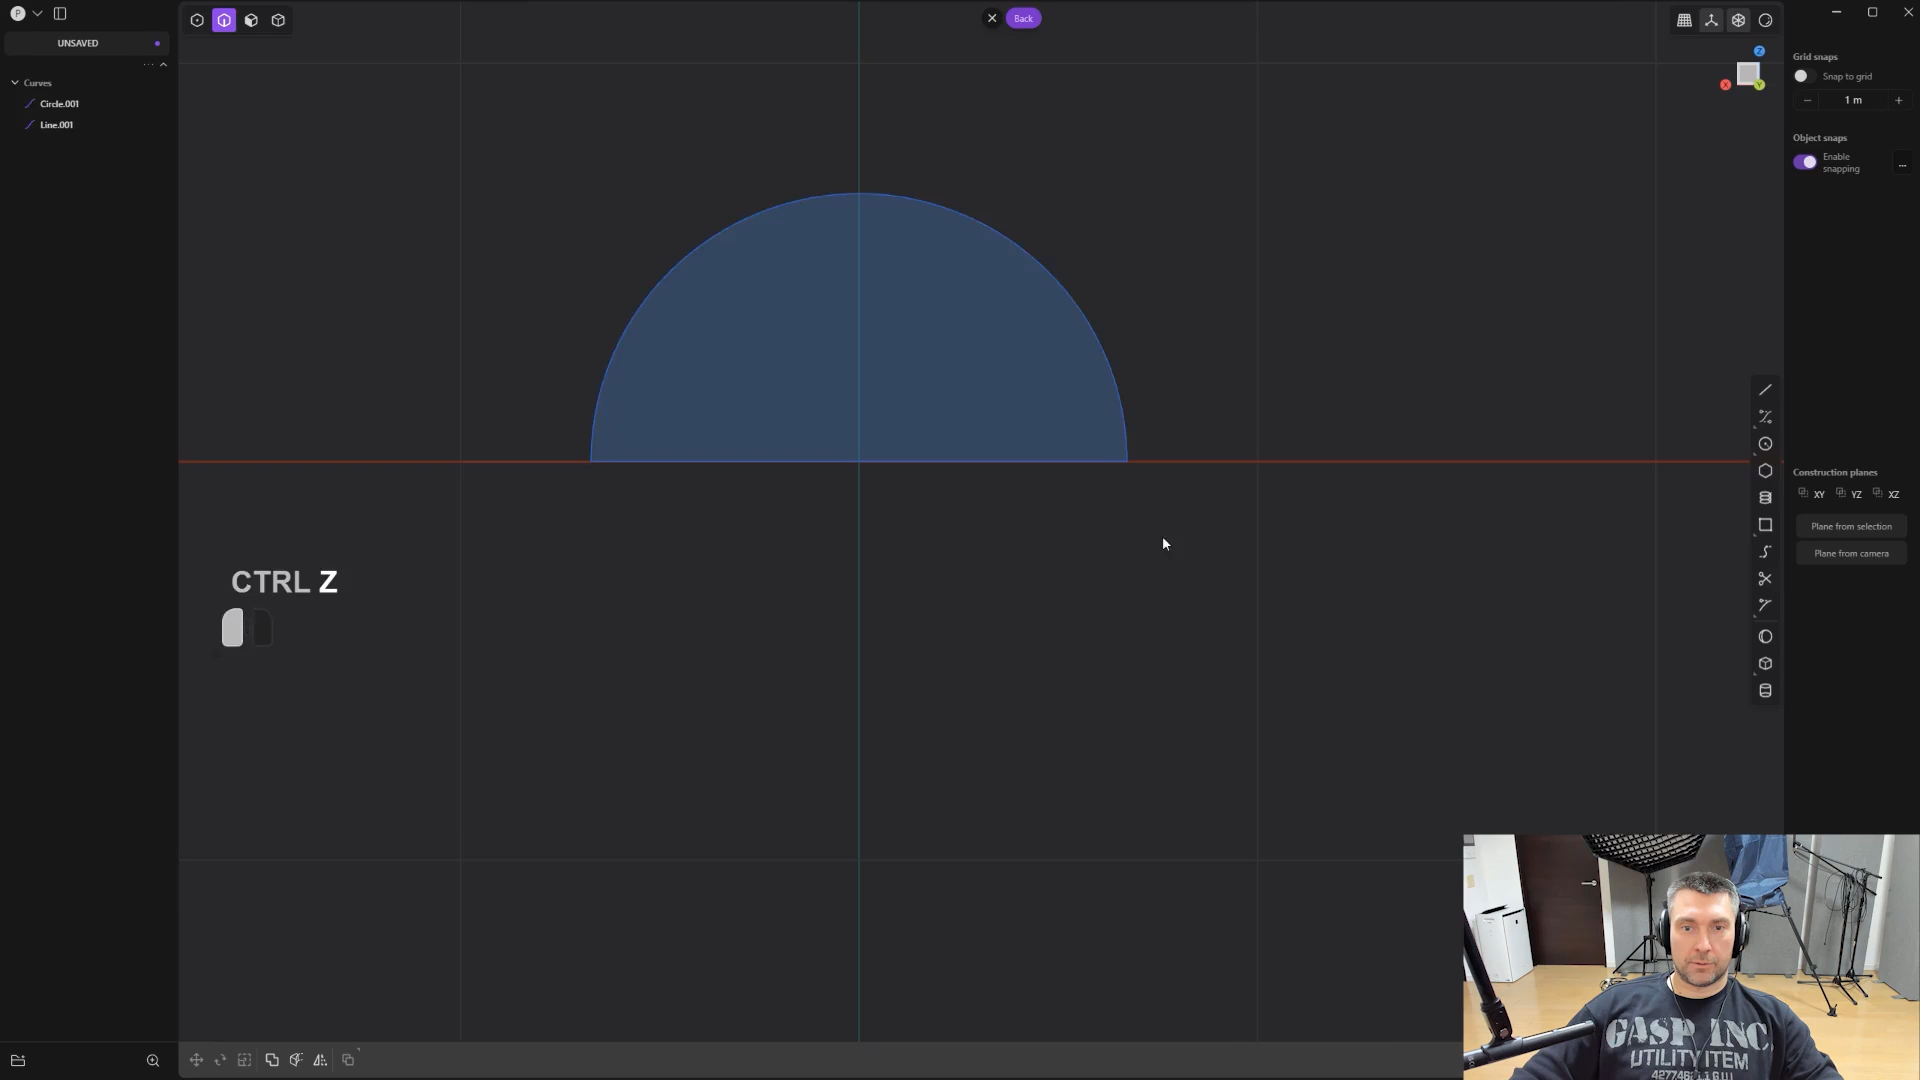 P
UNSAVED
Curves
Circle.001
Line.001
Back
Z
X
Y
Grid snaps
Snap to grid
1 m
Object snaps
Enable
snapping
...
Construction planes
XY
YZ
XZ
Plane from selection
Plane from camera
CTRL Z
GASP INC.
UTILITY ITEM